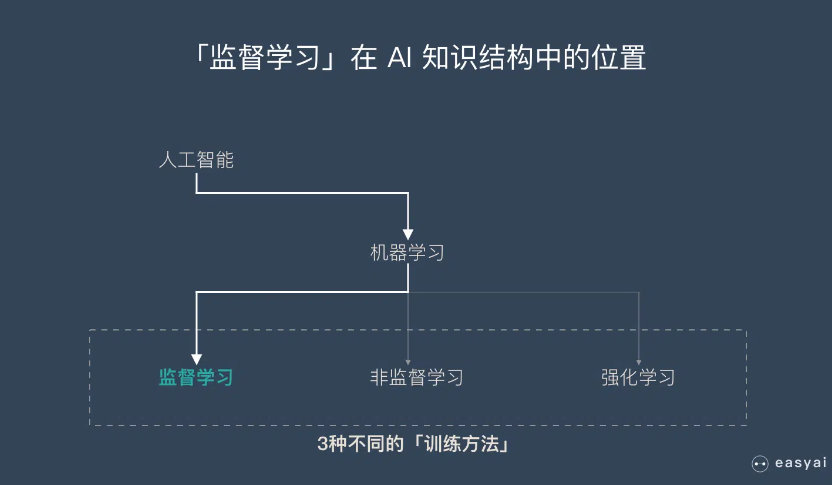 「监督学习」在 AI 知识结构中的位置
人工智能
机器学习
监督学习
非监督学习
强化学习
3种不同的「训练方法」
easyai